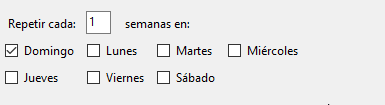 Repetir cada: 1 semanas en:
Domingo Lunes Martes Miércoles
Jueves Viernes Sábado